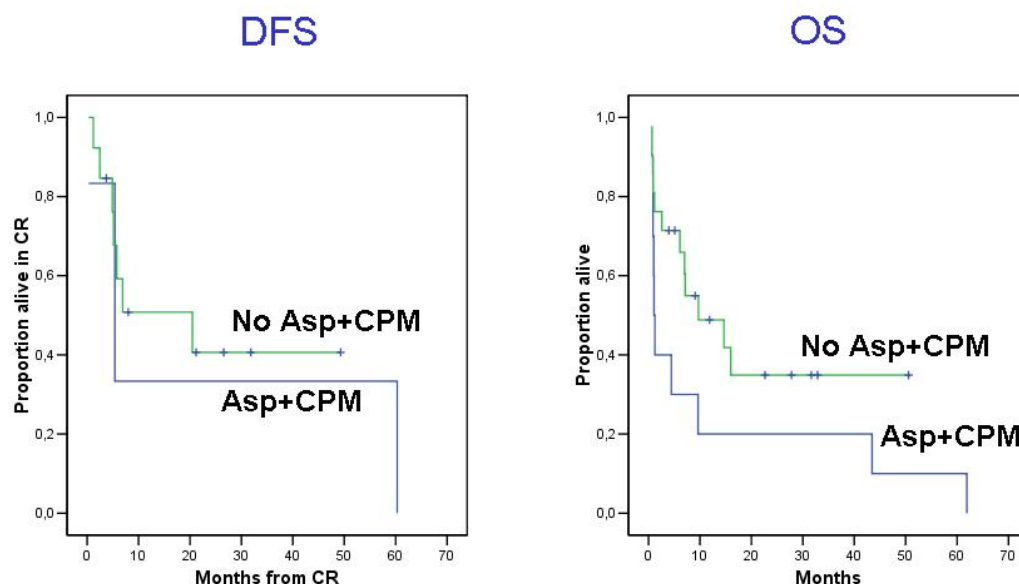 DFS
OS
1,0
0,8
0,6
0,4
0,2
0,0
Proportion alive in CR
No Asp+CPM
Asp+CPM
0 10 20 30 40 50 60 70
Months from CR
1,0
0,8
0,6
0,4
0,2
0,0
Proportion alive
No Asp+CPM
Asp+CPM
0 10 20 30 40 50 60 70
Months